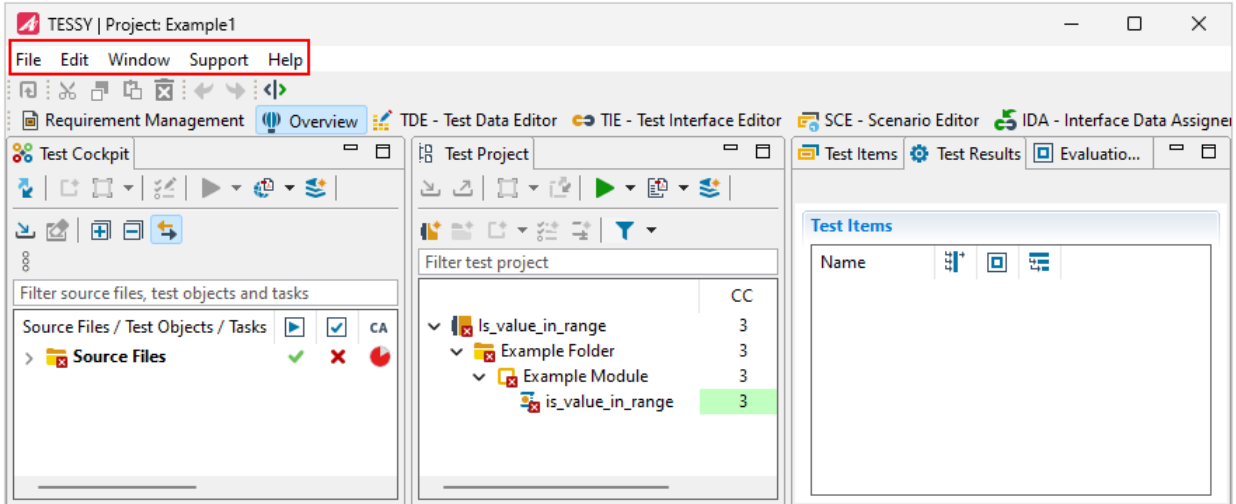 TESSY | Project: Example1
File Edit Window Support Help
Requirement Management Overview TDE - Test Data Editor TIE - Test Interface Editor SCE - Scenario Editor IDA - Interface Data Assigner
Test Cockpit
Filter source files, test objects and tasks
Source Files / Test Objects / Tasks CA
Source Files
Test Project
Filter test project
CC
Is_value_in_range 3
Example Folder 3
Example Module 3
is_value_in_range 3
Test Items Test Results Evaluatio...
Test Items
Name